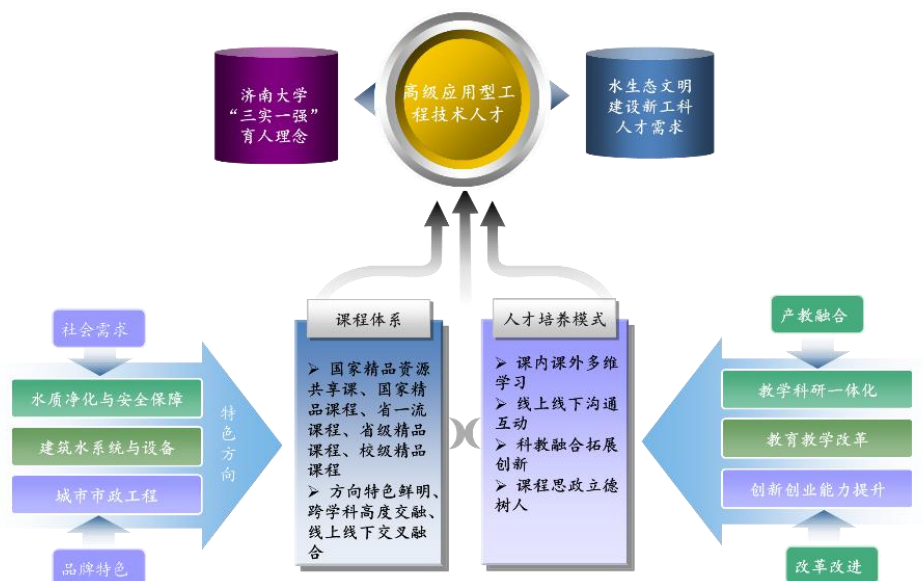 济南大学
“三实一强”
育人理念
高级应用型工
程技术人才
水生态文明
建设新工科
人才需求
社会需求
水质净化与安全保障
建筑水系统与设备
城市市政工程
品牌特色
特色方向
课程体系
➢ 国家精品资源
共享课、国家精
品课程、省一流
课程、省级精品
课程、校级精品
课程
➢ 方向特色鲜明、
跨学科高度交融、
线上线下交叉融
合
人才培养模式
➢ 课内课外多维
学习
➢ 线上线下沟通
互动
➢ 科教融合拓展
创新
➢ 课程思政立德
树人
产教融合
教学科研一体化
教育教学改革
创新创业能力提升
改革改进